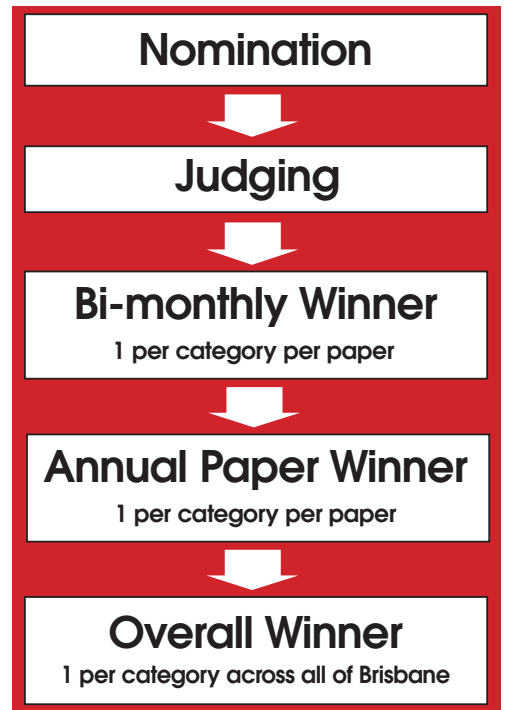 Nomination
Judging
Bi-monthly Winner
1 per category per paper
Annual Paper Winner
1 per category per paper
Overall Winner
1 per category across all of Brisbane